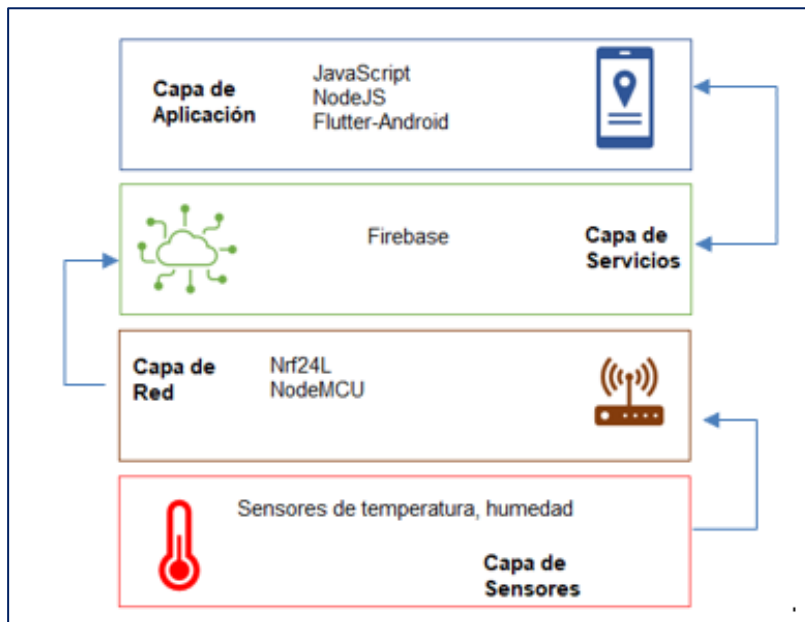 Capa de
Aplicación
JavaScript
NodeJS
Flutter-Android
Firebase
Capa de
Servicios
Capa de
Red
Nrf24L
NodeMCU
Sensores de temperatura, humedad
Capa de
Sensores